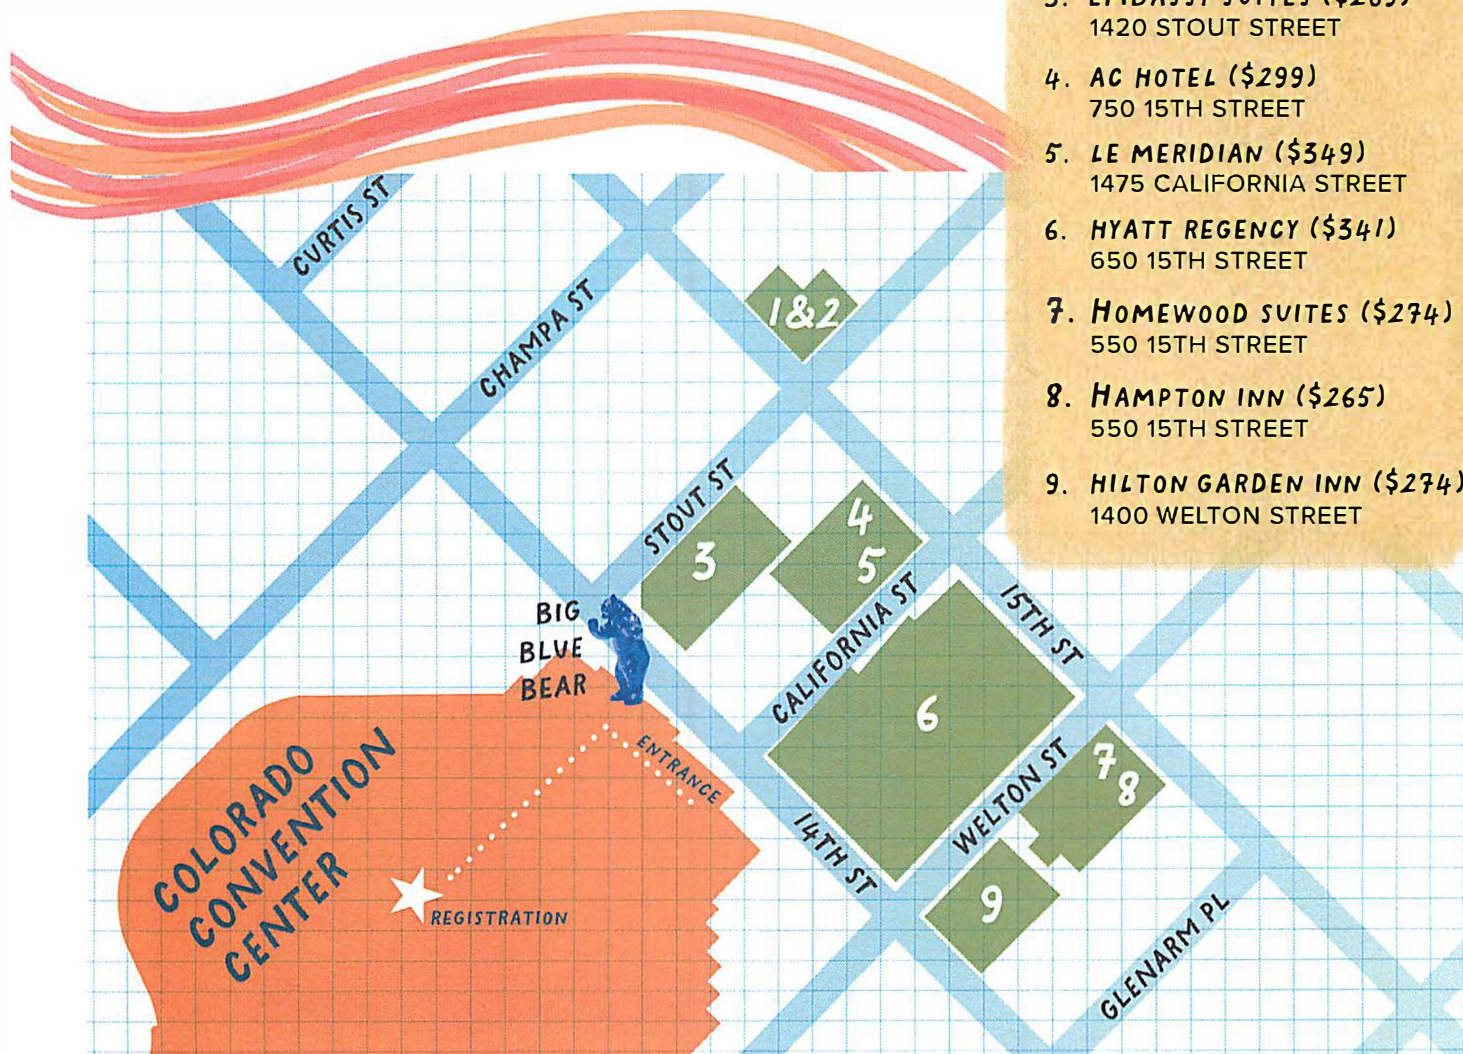 3. EMBASSY SUITES ($269)
1420 STOUT STREET
4. AC HOTEL ($299)
750 15TH STREET
5. LE MERIDIAN ($349)
1475 CALIFORNIA STREET
6. HYATT REGENCY ($341)
650 15TH STREET
7. HOMEWOOD SUITES ($274)
550 15TH STREET
8. HAMPTON INN ($265)
550 15TH STREET
9. HILTON GARDEN INN ($274)
1400 WELTON STREET
CURTIS ST
CHAMPA ST
1&2
STOUT ST
3
4
5
CALIFORNIA ST
15TH ST
BIG
BLUE
BEAR
6
ENTRANCE
WELTON ST
7
8
14TH ST
9
COLORADO
CONVENTION
CENTER
REGISTRATION
GLENARM PL